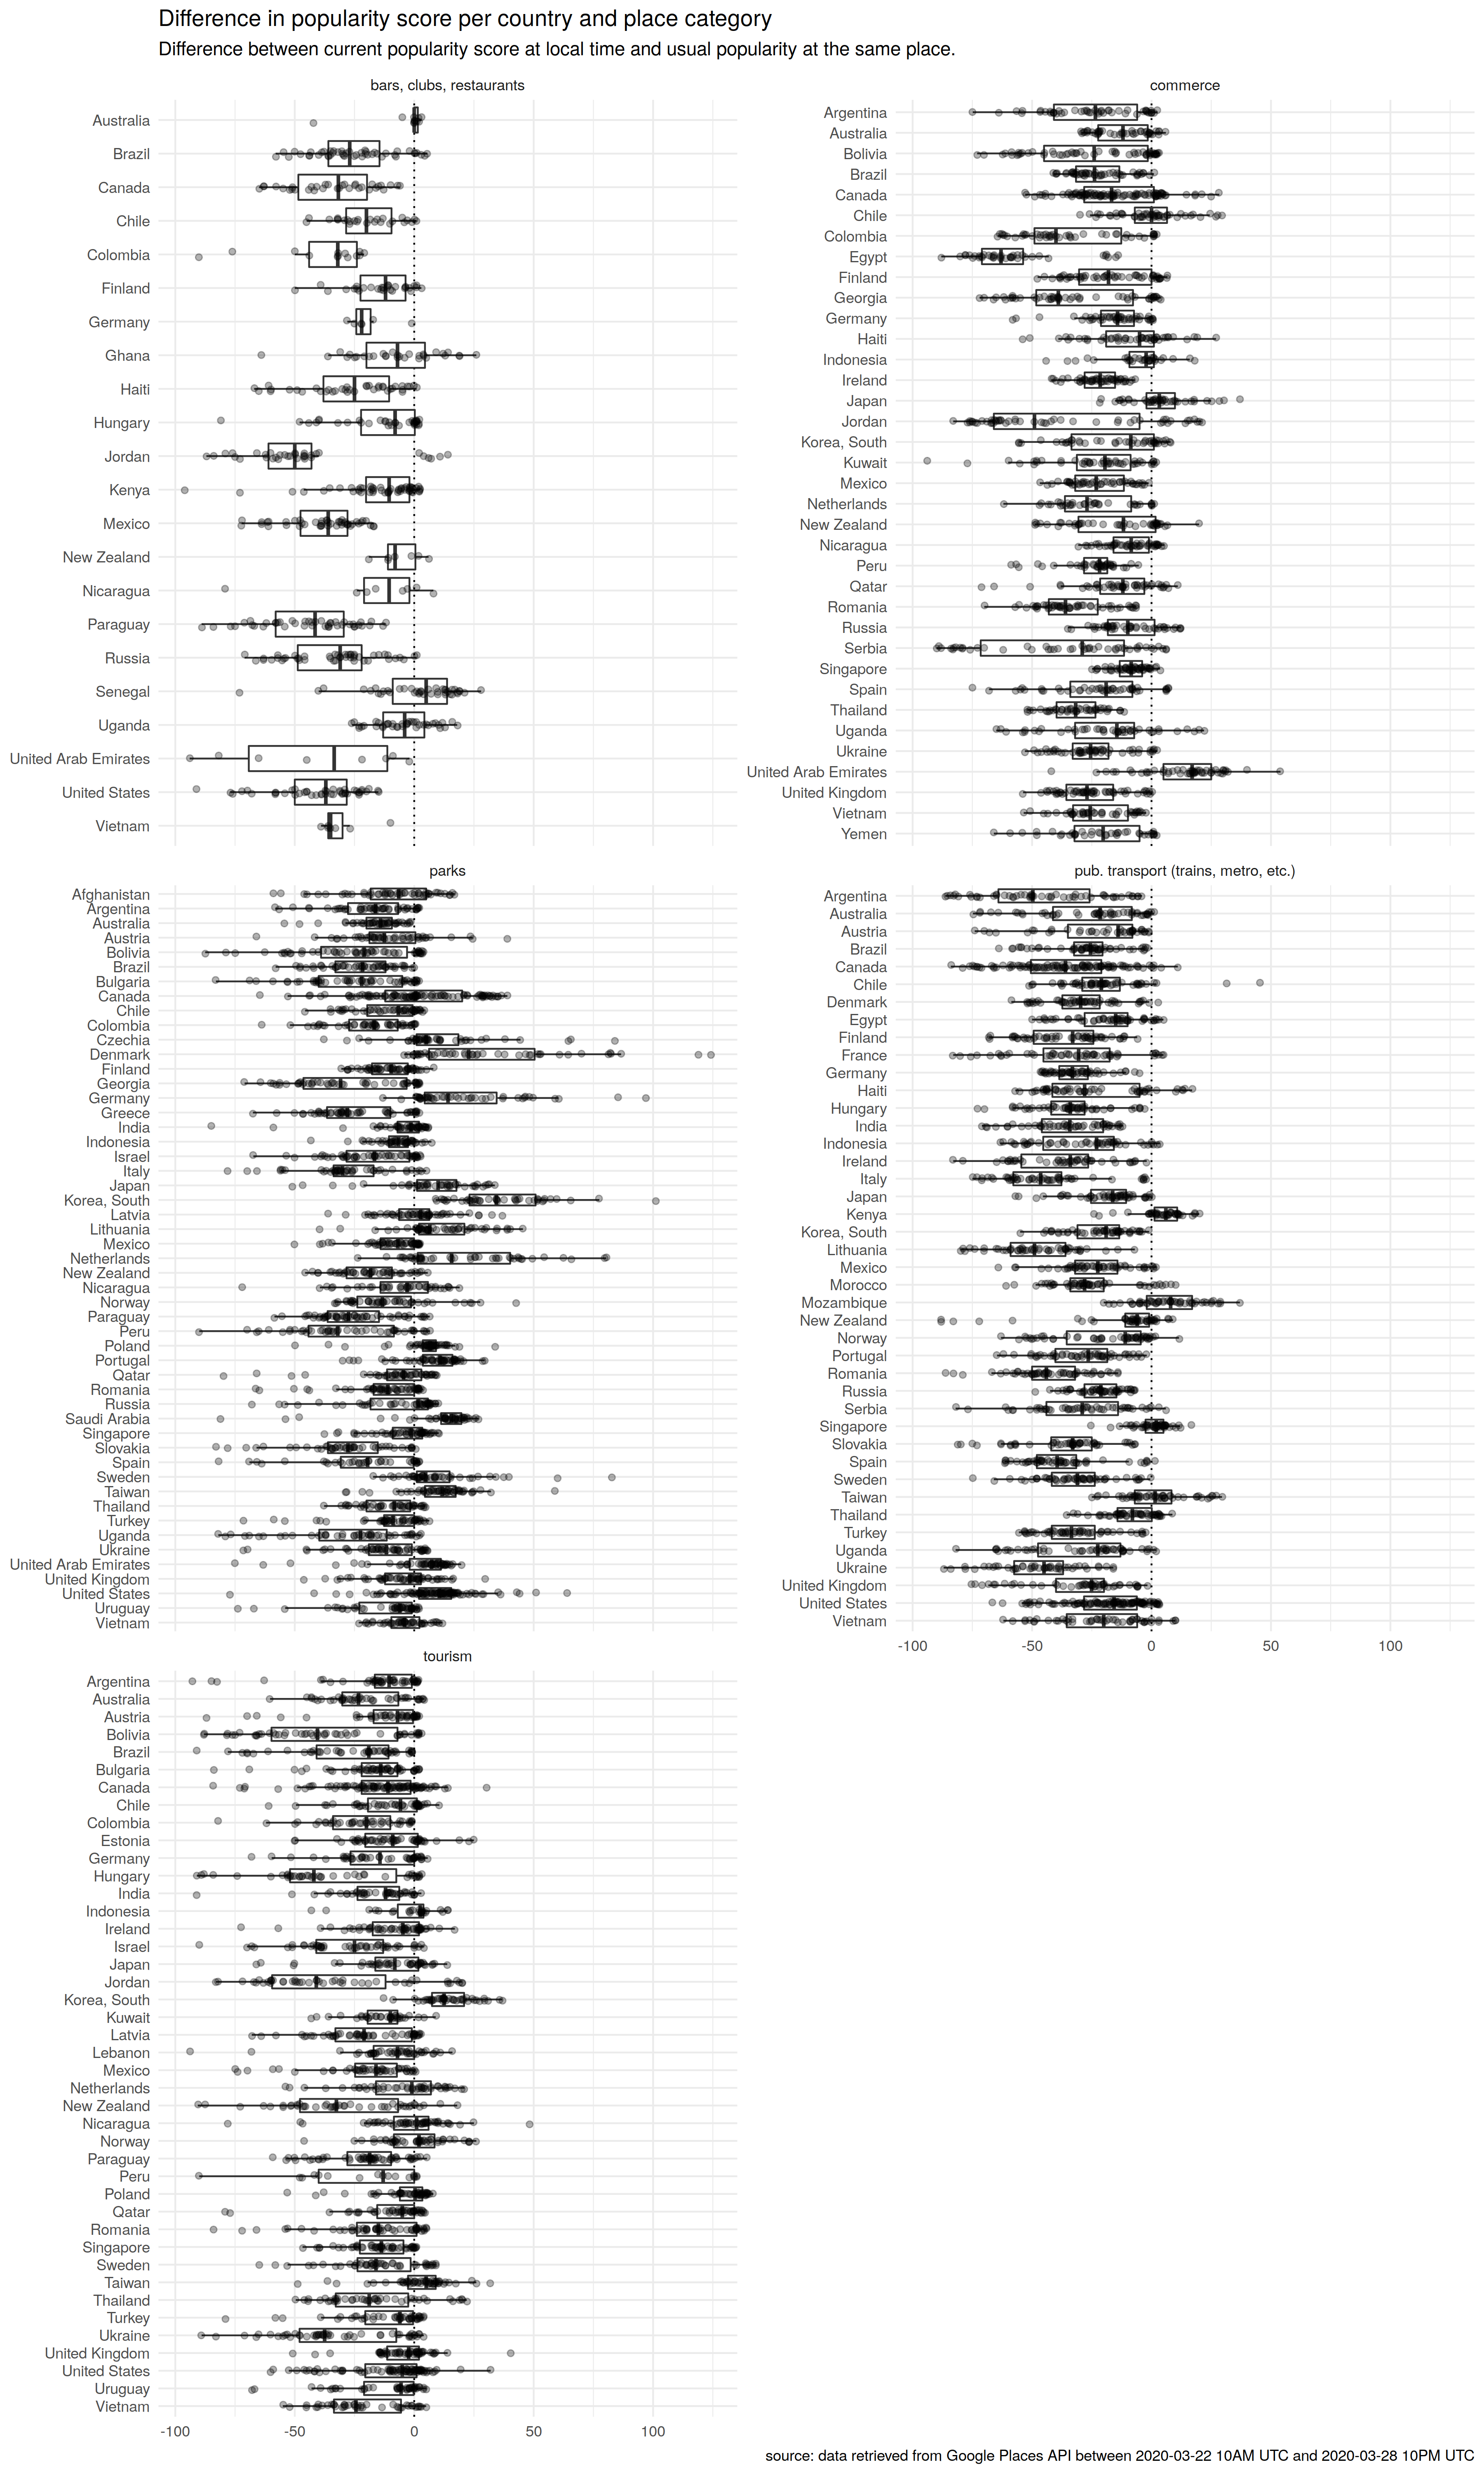 Difference in popularity score per country and place category
Difference between current popularity score at local time and usual popularity at the same place.
bars, clubs, restaurants
Australia
Brazil
Canada
Chile
Colombia
Finland
Germany
Ghana
Haiti
Hungary
Jordan
Kenya
Mexico
New Zealand
Nicaragua
Paraguay
Russia
Senegal
Uganda
United Arab Emirates
United States
Vietnam
commerce
Argentina
Australia
Bolivia
Brazil
Canada
Chile
Colombia
Egypt
Finland
Georgia
Germany
Haiti
Indonesia
Ireland
Japan
Jordan
Korea, South
Kuwait
Mexico
Netherlands
New Zealand
Nicaragua
Peru
Qatar
Romania
Russia
Serbia
Singapore
Spain
Thailand
Uganda
Ukraine
United Arab Emirates
United Kingdom
Vietnam
Yemen
parks
Afghanistan
Argentina
Australia
Austria
Bolivia
Brazil
Bulgaria
Canada
Chile
Colombia
Czechia
Denmark
Finland
Georgia
Germany
Greece
India
Indonesia
Israel
Italy
Japan
Korea, South
Latvia
Lithuania
Mexico
Netherlands
New Zealand
Nicaragua
Norway
Paraguay
Peru
Poland
Portugal
Qatar
Romania
Russia
Saudi Arabia
Singapore
Slovakia
Spain
Sweden
Taiwan
Thailand
Turkey
Uganda
Ukraine
United Arab Emirates
United Kingdom
United States
Uruguay
Vietnam
pub. transport (trains, metro, etc.)
Argentina
Australia
Austria
Brazil
Canada
Chile
Denmark
Egypt
Finland
France
Germany
Haiti
Hungary
India
Indonesia
Ireland
Italy
Japan
Kenya
Korea, South
Lithuania
Mexico
Morocco
Mozambique
New Zealand
Norway
Portugal
Romania
Russia
Serbia
Singapore
Slovakia
Spain
Sweden
Taiwan
Thailand
Turkey
Uganda
Ukraine
United Kingdom
United States
Vietnam
-100 -50 0 50 100
tourism
Argentina
Australia
Austria
Bolivia
Brazil
Bulgaria
Canada
Chile
Colombia
Estonia
Germany
Hungary
India
Indonesia
Ireland
Israel
Japan
Jordan
Korea, South
Kuwait
Latvia
Lebanon
Mexico
Netherlands
New Zealand
Nicaragua
Norway
Paraguay
Peru
Poland
Qatar
Romania
Singapore
Sweden
Taiwan
Thailand
Turkey
Ukraine
United Kingdom
United States
Uruguay
Vietnam
-100 -50 0 50 100
source: data retrieved from Google Places API between 2020-03-22 10AM UTC and 2020-03-28 10PM UTC